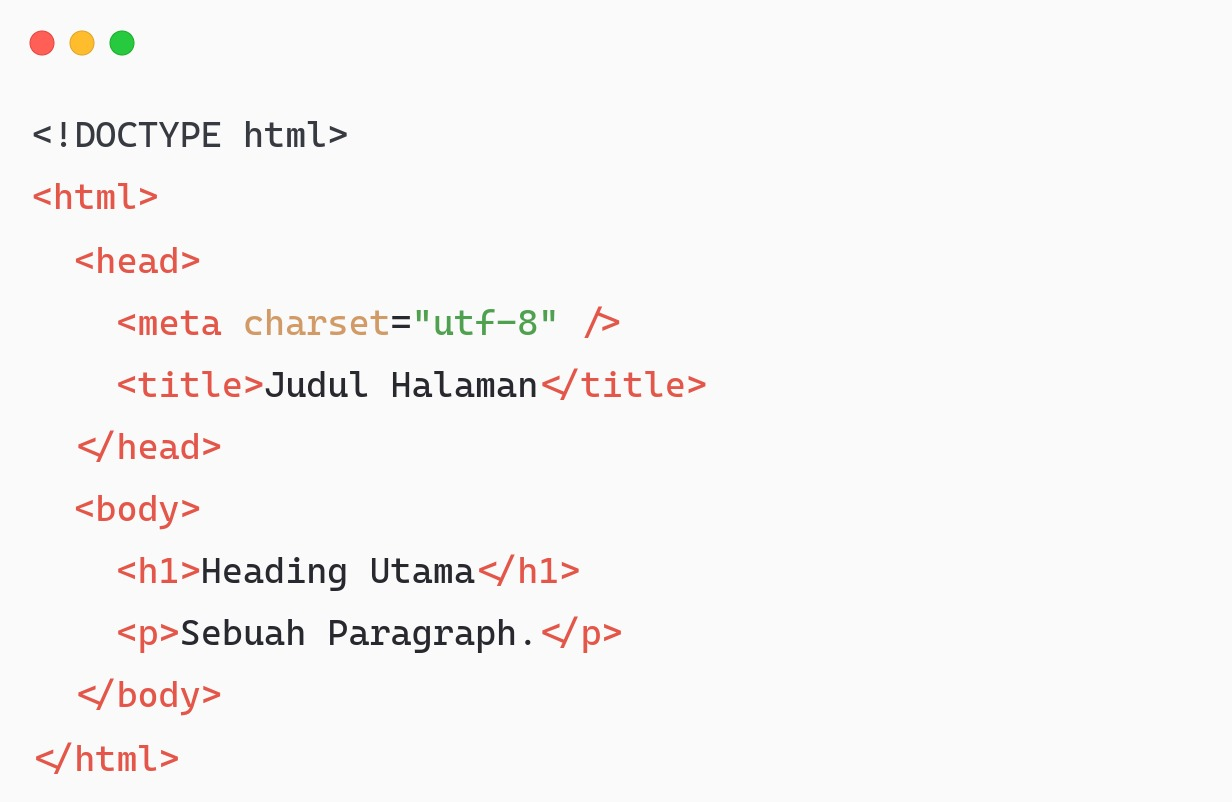 <!DOCTYPE html>
<html>
  <head>
    <meta charset="utf-8" />
    <title>Judul Halaman</title>
  </head>
  <body>
    <h1>Heading Utama</h1>
    <p>Sebuah Paragraph.</p>
  </body>
</html>